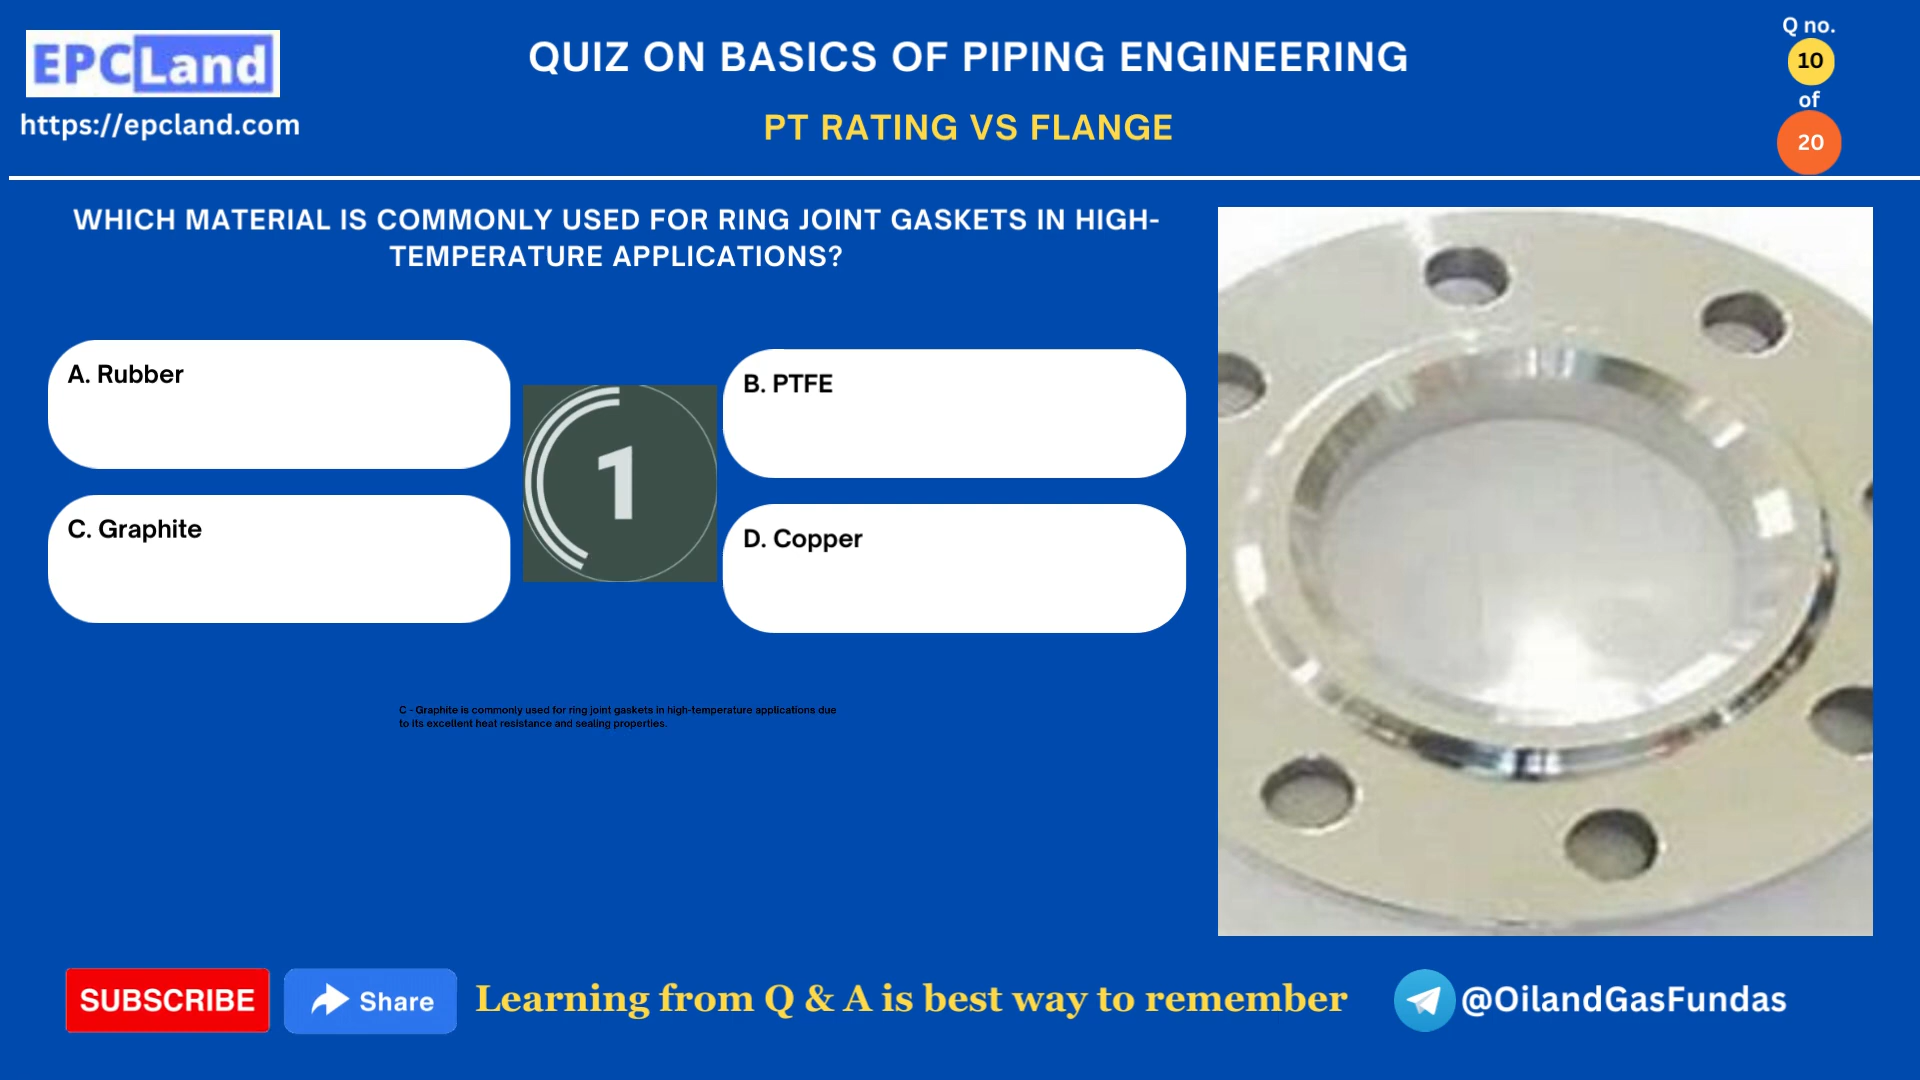 EPCLand
https://epcland.com
QUIZ ON BASICS OF PIPING ENGINEERING
PT RATING VS FLANGE
Q no.
10
of
20
WHICH MATERIAL IS COMMONLY USED FOR RING JOINT GASKETS IN HIGH-
TEMPERATURE APPLICATIONS?
A. Rubber
B. PTFE
1
C. Graphite
D. Copper
C - Graphite is commonly used for ring joint gaskets in high-temperature applications due
to its excellent heat resistance and sealing properties.
SUBSCRIBE
Share
Learning from Q & A is best way to remember
@OilandGasFundas